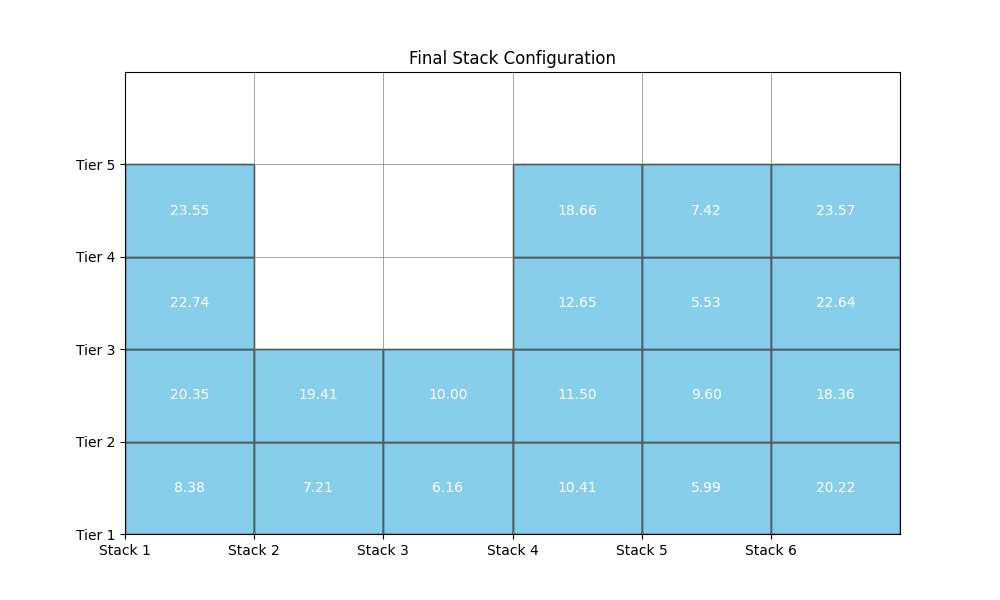 Final Stack Configuration
Tier 5
23.55 18.66 7.42 23.57
Tier 4
22.74 12.65 5.53 22.64
Tier 3
20.35 19.41 10.00 11.50 9.60 18.36
Tier 2
8.38 7.21 6.16 10.41 5.99 20.22
Tier 1
Stack 1 Stack 2 Stack 3 Stack 4 Stack 5 Stack 6